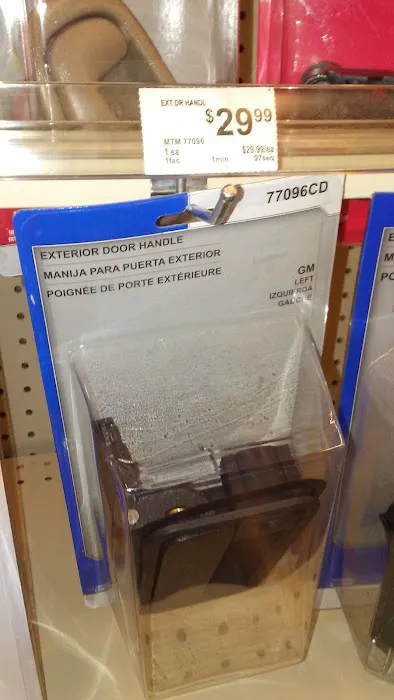 EXT DR HANDL
$29 99
MTM 77096
1 ea $29.99/ea
1fac 1min 97seq
77096CD
EXTERIOR DOOR HANDLE
MANIJA PARA PUERTA EXTERIOR
POIGNÉE DE PORTE EXTÉRIEURE
GM
LEFT
IZQUIERDA
GAUCHE
E
M
PO